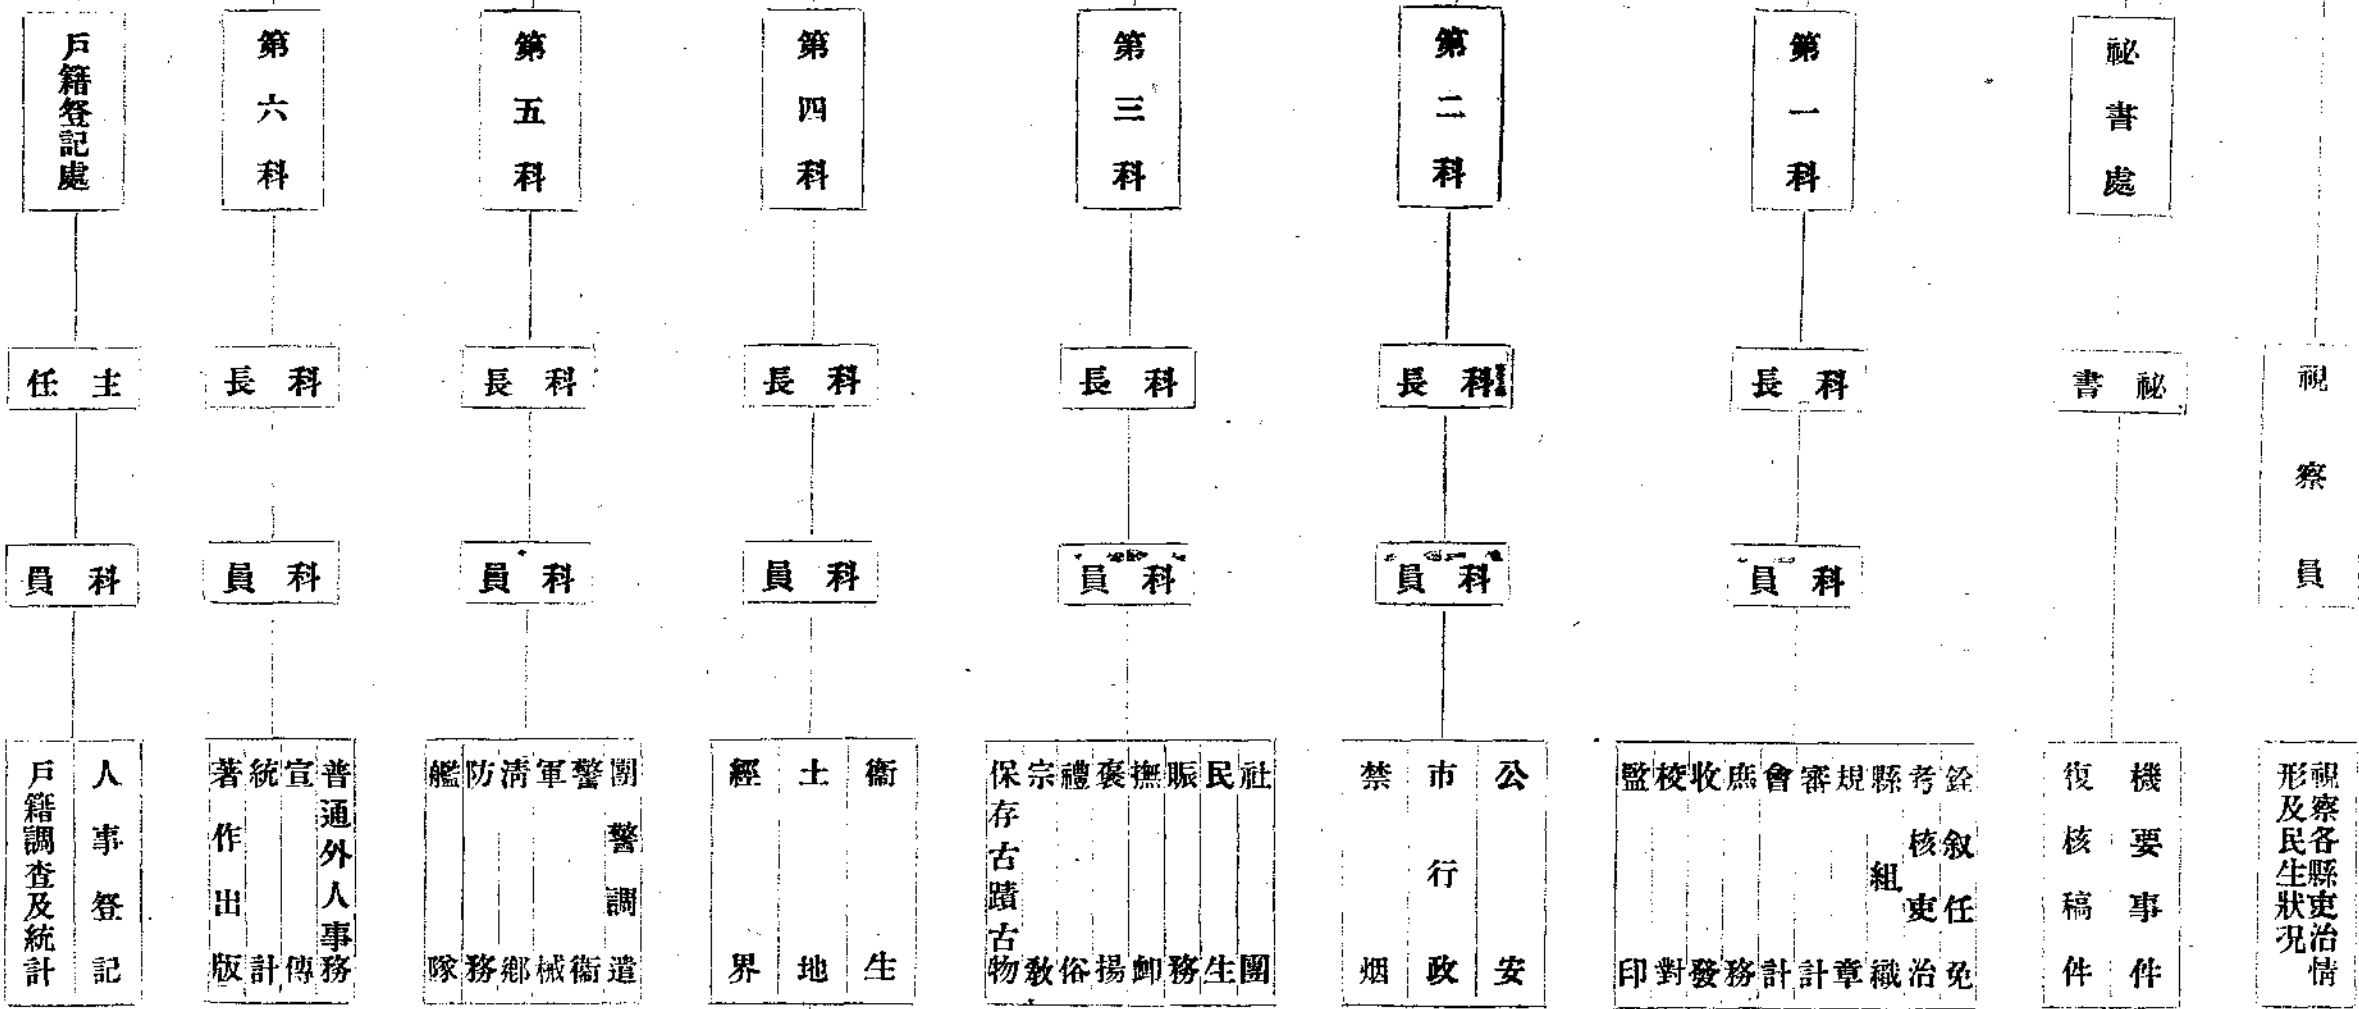 視察員
視察各縣吏治情
形及民生狀況
祕書處
祕書
機要事件
復核稿件
第一科
科長
科員
銓叙任免
考核吏治
縣組織
規章
審計
會計
庶務
收發
校對
監印
第二科
科長
科員
公安
市行政
禁烟
第三科
科長
科員
社團
民生
賑務
撫卹
褒揚
禮俗
宗教
保存古蹟古物
第四科
科長
科員
衞生
土地
經界
第五科
科長
科員
團警調遣
警衞
軍械
清鄉
防務
艦隊
第六科
科長
科員
普通外人事務
宣傳
統計
著作出版
戶籍登記處
主任
科員
人事登記
戶籍調查及統計